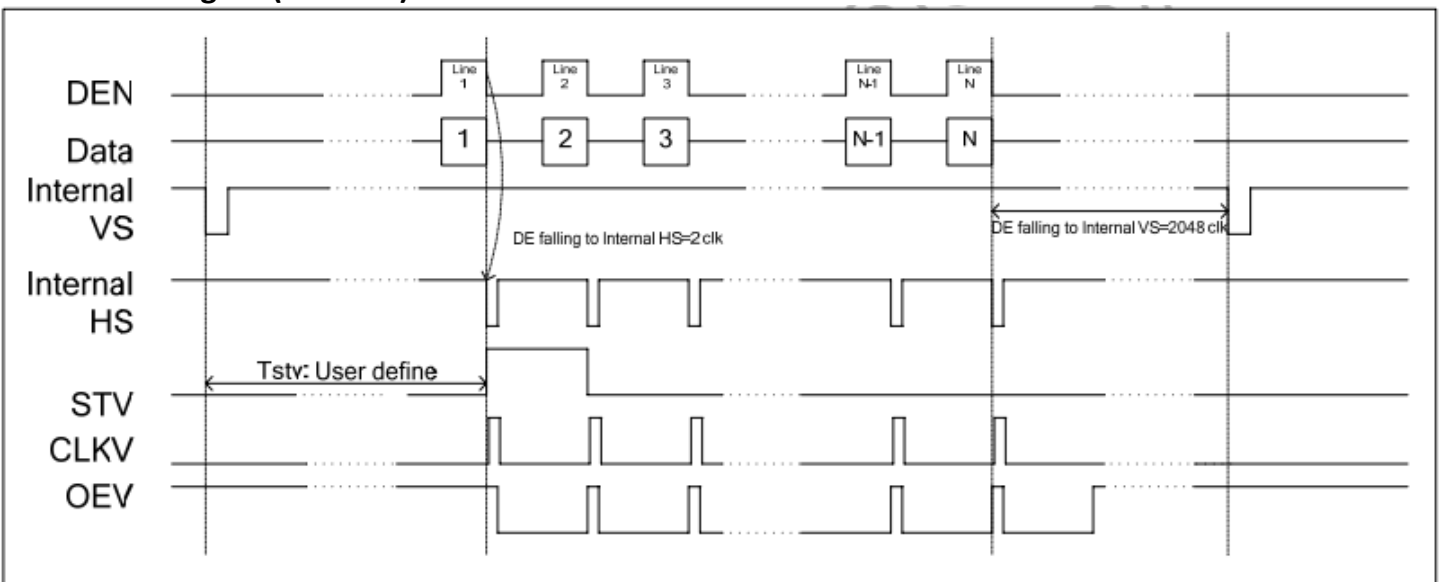 DEN
Line 1
Line 2
Line 3
Line N-1
Line N
Data
1
2
3
N-1
N
Internal
VS
DE falling to Internal HS=2 clk
DE falling to Internal VS=2048 clk
Internal
HS
Tstv: User define
STV
CLKV
OEV